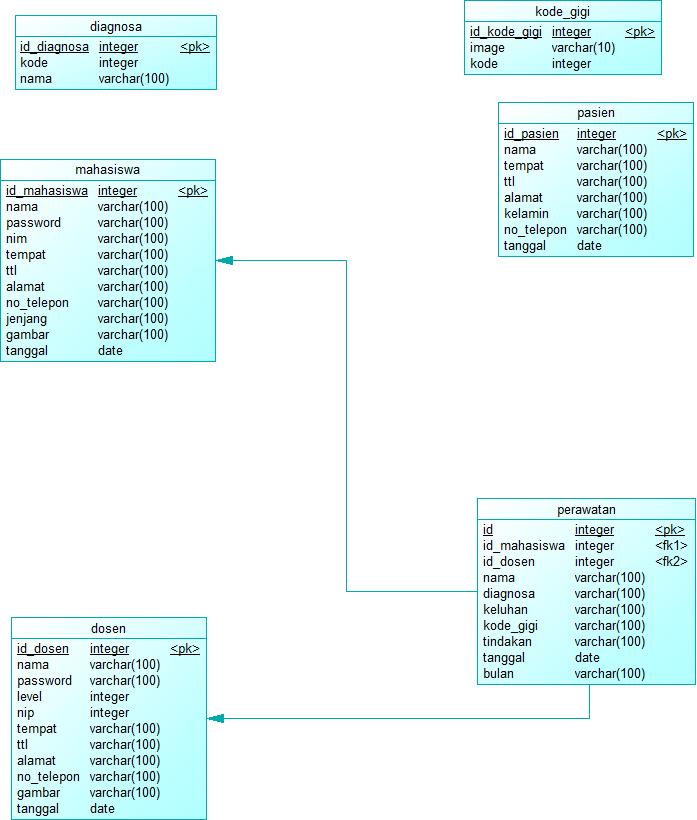 diagnosa
id_diagnosa integer <pk>
kode integer
nama varchar(100)
kode_gigi
id_kode_gigi integer <pk>
image varchar(10)
kode integer
pasien
id_pasien integer <pk>
nama varchar(100)
tempat varchar(100)
ttl varchar(100)
alamat varchar(100)
kelamin varchar(100)
no_telepon varchar(100)
tanggal date
mahasiswa
id_mahasiswa integer <pk>
nama varchar(100)
password varchar(100)
nim varchar(100)
tempat varchar(100)
ttl varchar(100)
alamat varchar(100)
no_telepon varchar(100)
jenjang varchar(100)
gambar varchar(100)
tanggal date
perawatan
id integer <pk>
id_mahasiswa integer <fk1>
id_dosen integer <fk2>
nama varchar(100)
diagnosa varchar(100)
keluhan varchar(100)
kode_gigi varchar(100)
tindakan varchar(100)
tanggal date
bulan varchar(100)
dosen
id_dosen integer <pk>
nama varchar(100)
password varchar(100)
level integer
nip integer
tempat varchar(100)
ttl varchar(100)
alamat varchar(100)
no_telepon varchar(100)
gambar varchar(100)
tanggal date